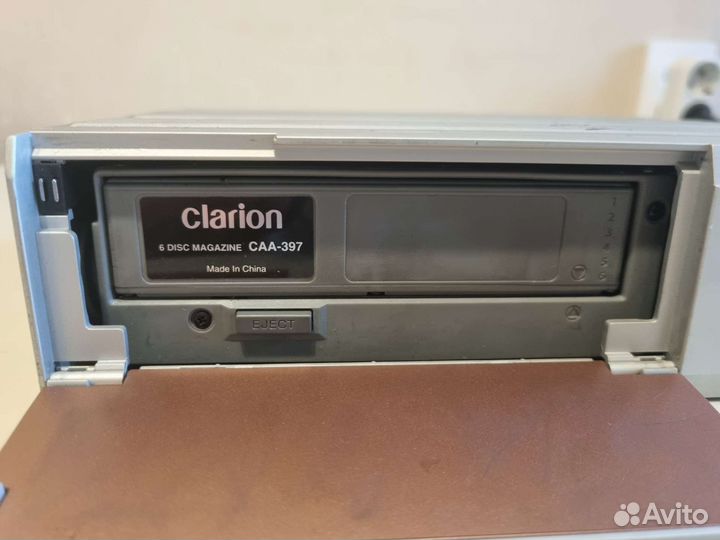 clarion
6 DISC MAGAZINE CAA-397
Made In China
1
2
3
4
5
6
EJECT
Avito